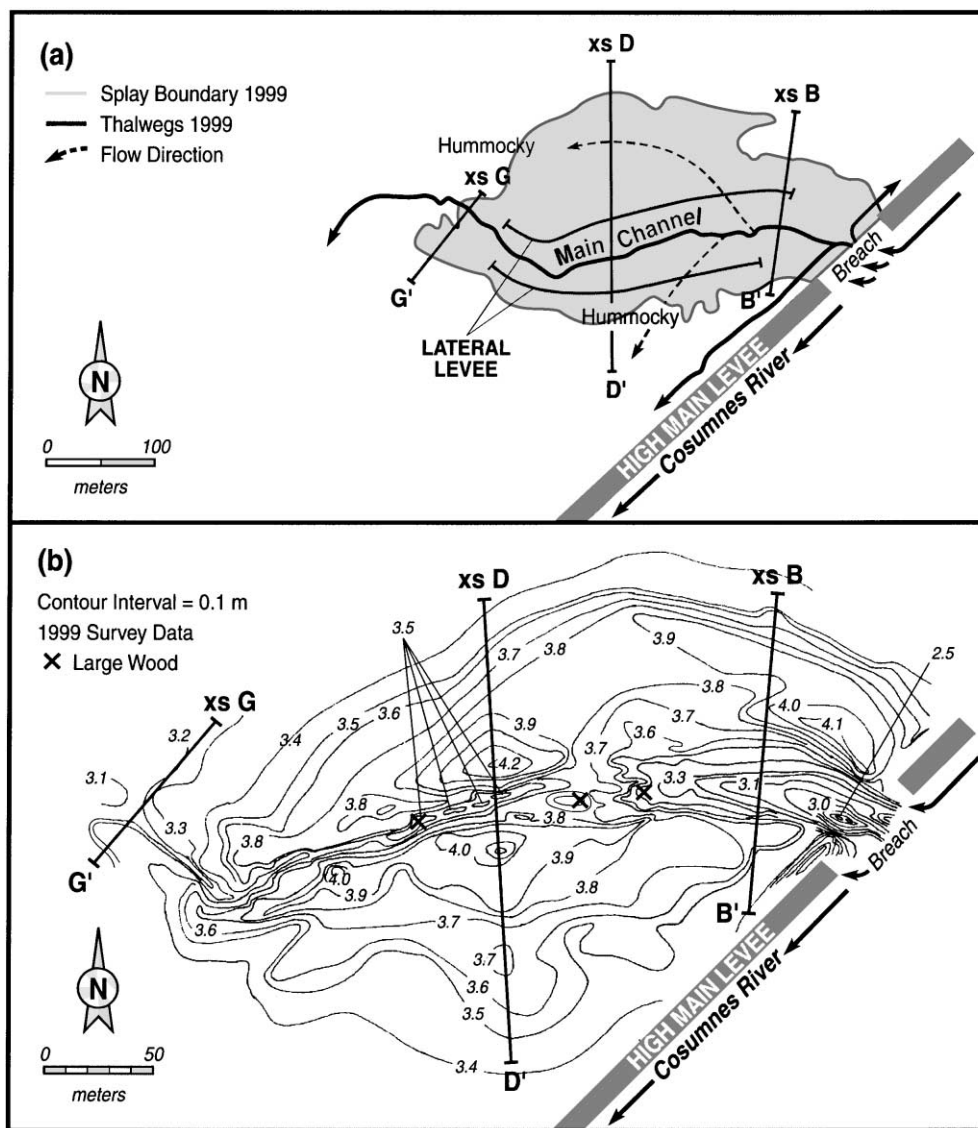 (a)
Splay Boundary 1999
Thalwegs 1999
Flow Direction
xs D
xs B
Hummocky
xs G
Main Channel
Breach
G'
B'
Hummocky
LATERAL
LEVEE
D'
HIGH MAIN LEVEE
Cosumnes River
N
0 100
meters
(b)
Contour Interval = 0.1 m
1999 Survey Data
Large Wood
xs D
xs B
3.5
2.5
xs G
3.7
3.8
3.9
3.6
3.5
3.4
3.2
3.1
3.3
3.8
3.9
4.2
3.8
3.7
3.6
3.8
3.7
4.0
4.1
3.3
3.1
3.0
3.8
4.0
3.9
3.8
4.0
3.9
3.7
3.6
3.7
3.6
3.5
3.4
G'
B'
D'
Breach
HIGH MAIN LEVEE
Cosumnes River
N
0 50
meters